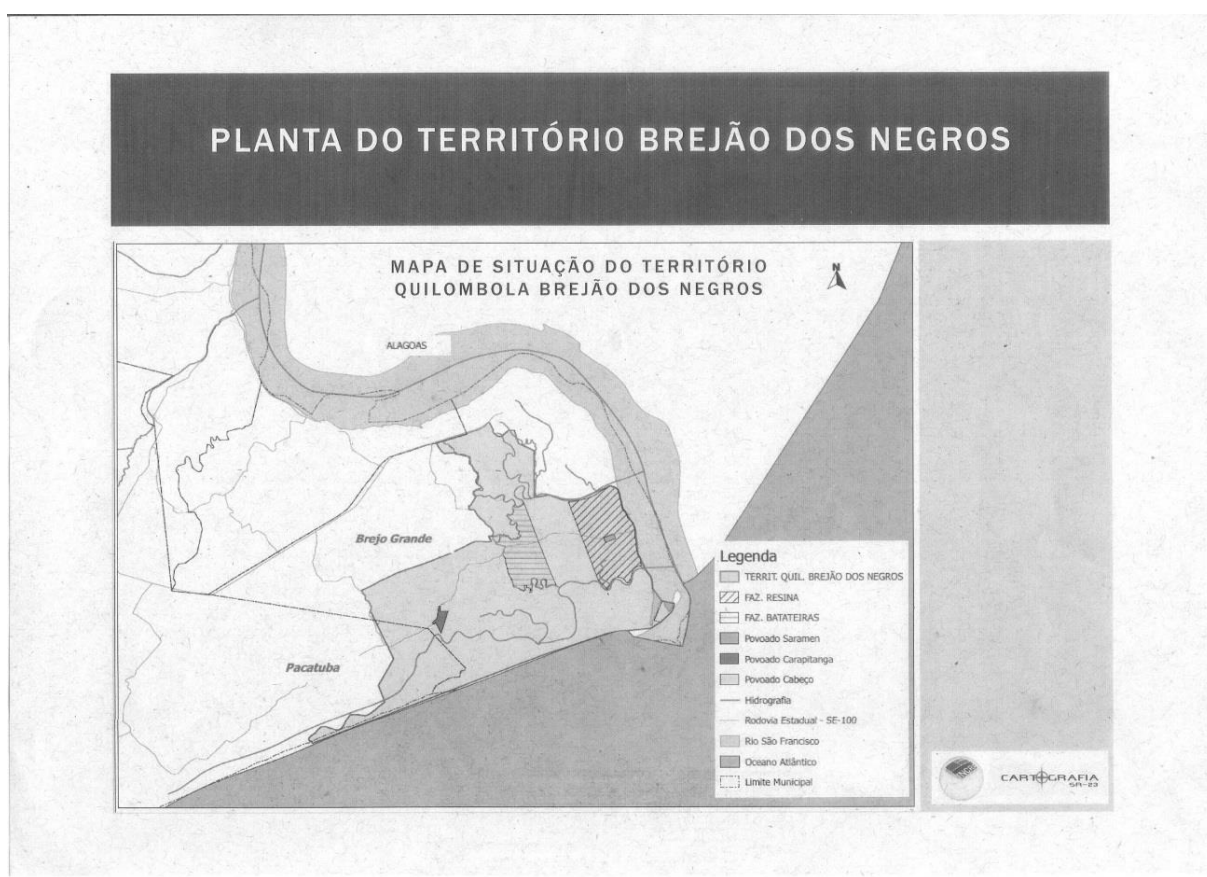 PLANTA DO TERRITÓRIO BREJÃO DOS NEGROS
MAPA DE SITUAÇÃO DO TERRITÓRIO
QUILOMBOLA BREJÃO DOS NEGROS
N
ALAGOAS
Brejo Grande
Pacatuba
Legenda
TERRIT. QUIL. BREJÃO DOS NEGROS
FAZ. RESINA
FAZ. BATATEIRAS
Povoado Saramen
Povoado Carapitanga
Povoado Cabeço
Hidrografia
Rodovia Estadual - SE-100
Rio São Francisco
Oceano Atlântico
Limite Municipal
CARTOGRAFIA
SR-23